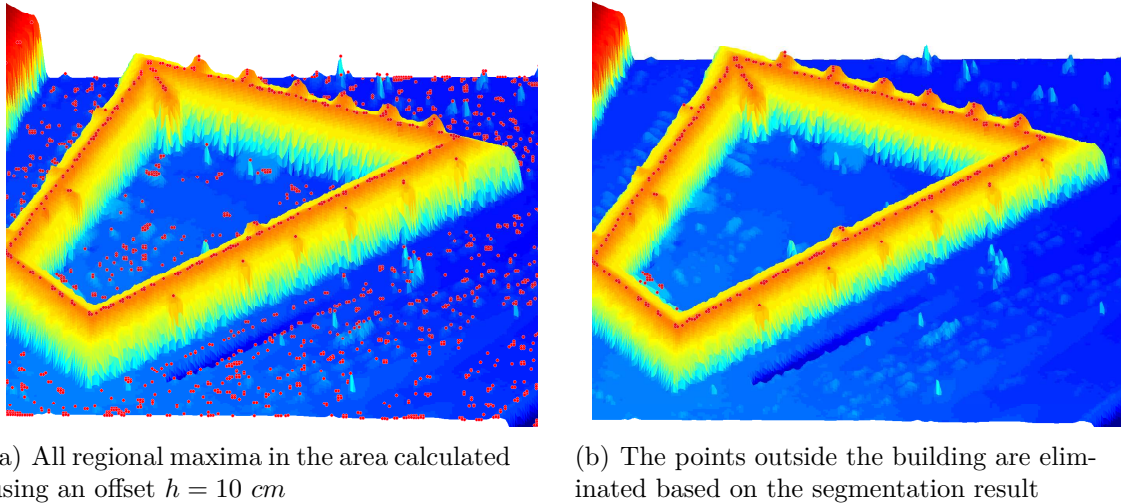 a) All regional maxima in the area calculated
using an offset h = 10 cm
(b) The points outside the building are elim-
inated based on the segmentation result